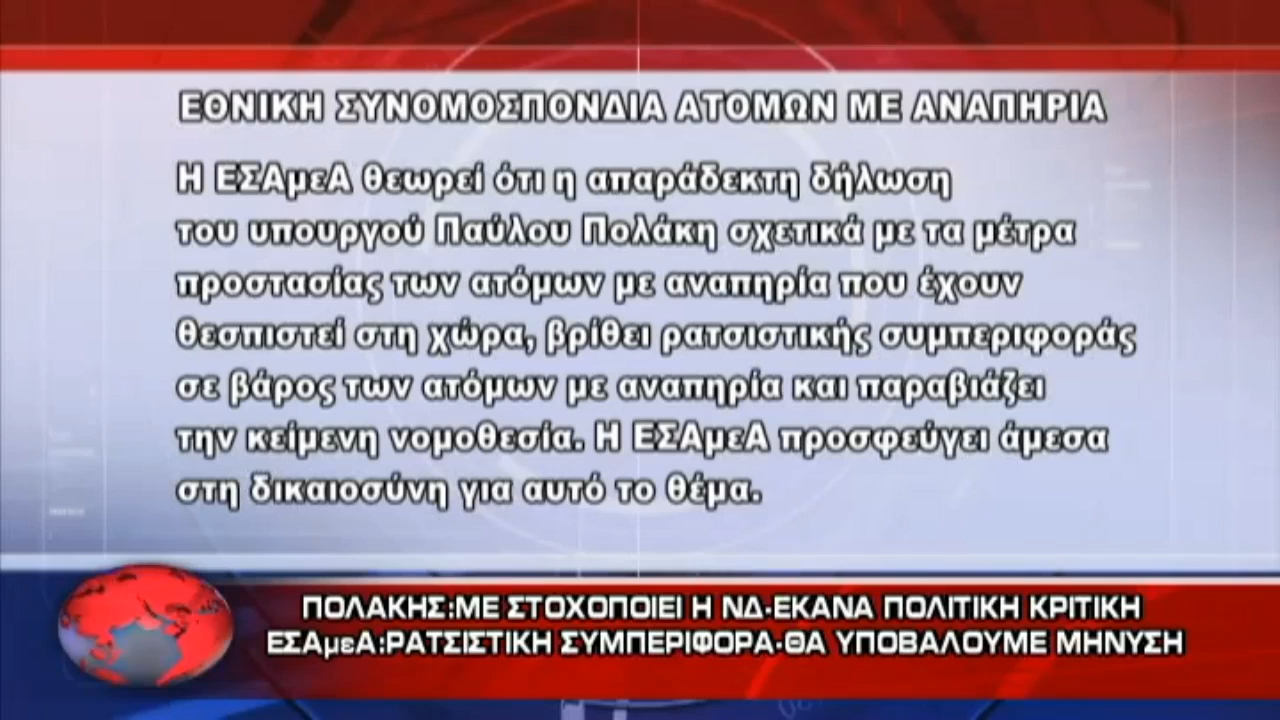 ΕΘΝΙΚΗ ΣΥΝΟΜΟΣΠΟΝΔΙΑ ΑΤΟΜΩΝ ΜΕ ΑΝΑΠΗΡΙΑ
Η ΕΣΑμεΑ θεωρεί ότι η απαράδεκτη δήλωση
του υπουργού Παύλου Πολάκη σχετικά με τα μέτρα
προστασίας των ατόμων με αναπηρία που έχουν
θεσπιστεί στη χώρα, βρίθει ρατσιστικής συμπεριφοράς
σε βάρος των ατόμων με αναπηρία και παραβιάζει
την κείμενη νομοθεσία. Η ΕΣΑμεΑ προσφεύγει άμεσα
στη δικαιοσύνη για αυτό το θέμα.
ΠΟΛΑΚΗΣ:ΜΕ ΣΤΟΧΟΠΟΙΕΙ Η ΝΔ-ΕΚΑΝΑ ΠΟΛΙΤΙΚΗ ΚΡΙΤΙΚΗ
ΕΣΑμεΑ:ΡΑΤΣΙΣΤΙΚΗ ΣΥΜΠΕΡΙΦΟΡΑ-ΘΑ ΥΠΟΒΑΛΟΥΜΕ ΜΗΝΥΣΗ